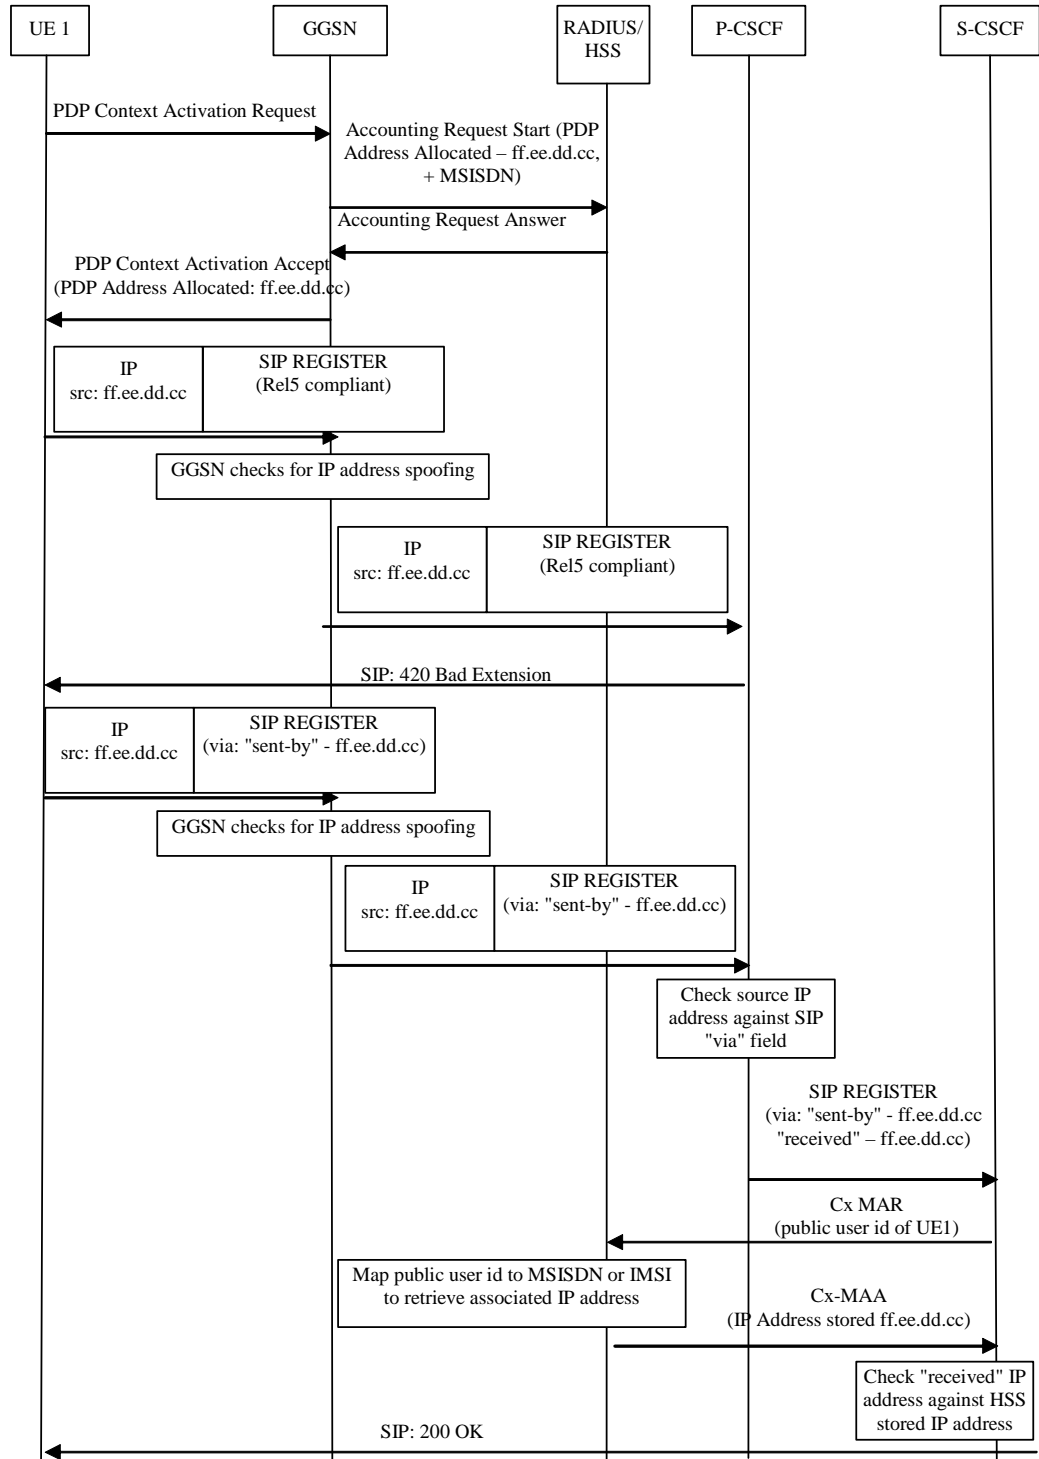 UE 1
GGSN
RADIUS/
HSS
P-CSCF
S-CSCF
PDP Context Activation Request
Accounting Request Start (PDP
Address Allocated – ff.ee.dd.cc,
+ MSISDN)
Accounting Request Answer
PDP Context Activation Accept
(PDP Address Allocated: ff.ee.dd.cc)
IP
src: ff.ee.dd.cc
SIP REGISTER
(Rel5 compliant)
GGSN checks for IP address spoofing
IP
src: ff.ee.dd.cc
SIP REGISTER
(Rel5 compliant)
SIP: 420 Bad Extension
IP
src: ff.ee.dd.cc
SIP REGISTER
(via: "sent-by" - ff.ee.dd.cc)
GGSN checks for IP address spoofing
IP
src: ff.ee.dd.cc
SIP REGISTER
(via: "sent-by" - ff.ee.dd.cc)
Check source IP
address against SIP
"via" field
SIP REGISTER
(via: "sent-by" - ff.ee.dd.cc
"received" – ff.ee.dd.cc)
Cx MAR
(public user id of UE1)
Map public user id to MSISDN or IMSI
to retrieve associated IP address
Cx-MAA
(IP Address stored ff.ee.dd.cc)
Check "received" IP
address against HSS
stored IP address
SIP: 200 OK